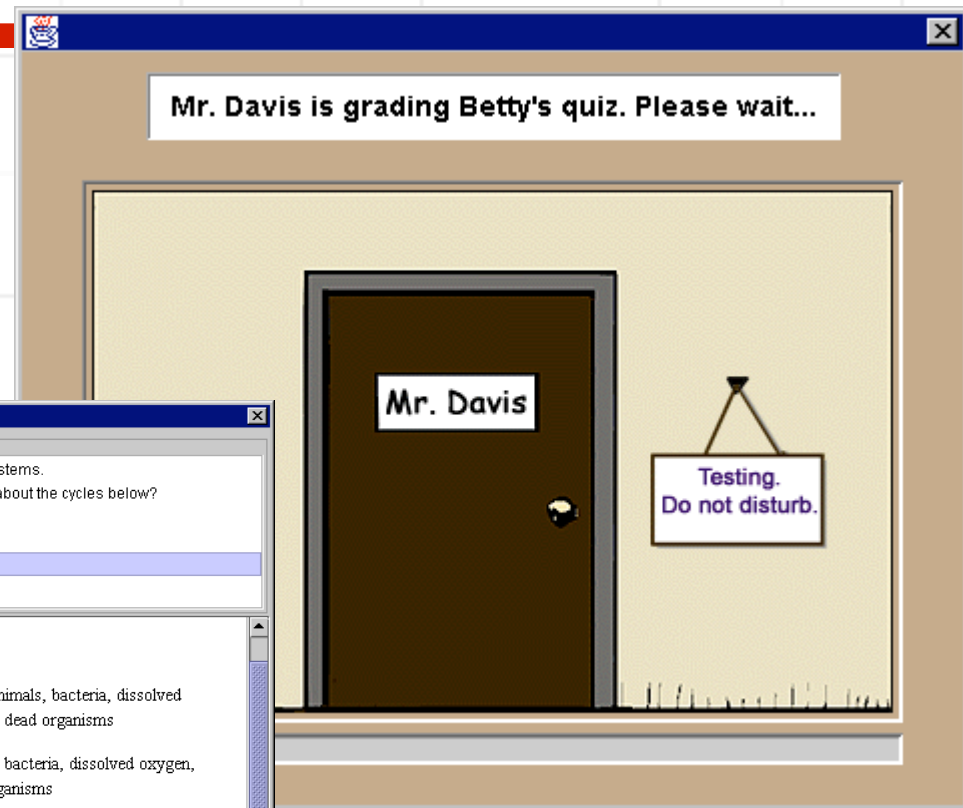 Mr. Davis is grading Betty's quiz. Please wait...
Mr. Davis
Testing.
Do not disturb.
stems.
about the cycles below?
nimals, bacteria, dissolved
dead organisms
bacteria, dissolved oxygen,
ganisms